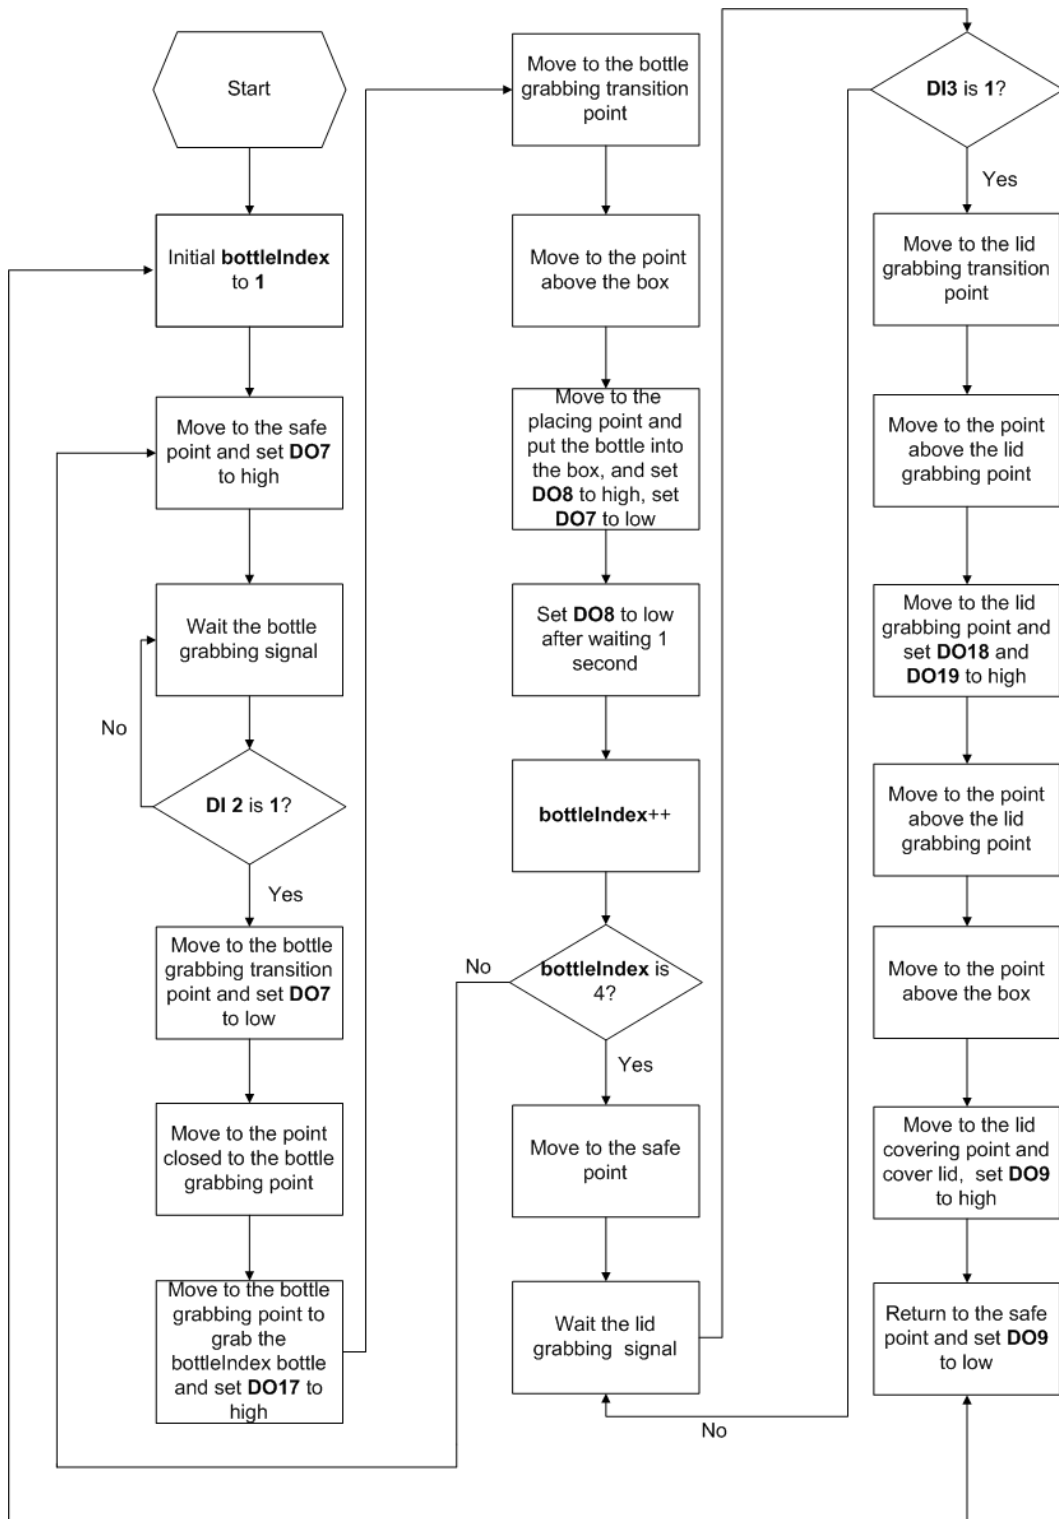 Start
Initial bottleIndex
to 1
Move to the safe
point and set DO7
to high
Wait the bottle
grabbing signal
No
DI 2 is 1?
Yes
Move to the bottle
grabbing transition
point and set DO7
to low
Move to the point
closed to the bottle
grabbing point
Move to the bottle
grabbing point to
grab the
bottleIndex bottle
and set DO17 to
high
Move to the bottle
grabbing transition
point
Move to the point
above the box
Move to the
placing point and
put the bottle into
the box, and set
DO8 to high, set
DO7 to low
Set DO8 to low
after waiting 1
second
bottleIndex++
No
bottleIndex is
4?
Yes
Move to the safe
point
Wait the lid
grabbing signal
No
DI3 is 1?
Yes
Move to the lid
grabbing transition
point
Move to the point
above the lid
grabbing point
Move to the lid
grabbing point and
set DO18 and
DO19 to high
Move to the point
above the lid
grabbing point
Move to the point
above the box
Move to the lid
covering point and
cover lid, set DO9
to high
Return to the safe
point and set DO9
to low